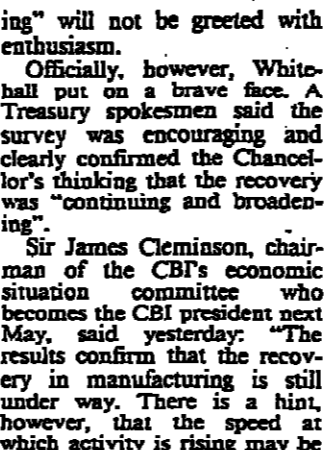 ing” will not be greeted with
enthusiasm.
Officially, however, White-
hall put on a brave face. A
Treasury spokesmen said the
survey was encouraging and
clearly confirmed the Chancel-
lor's thinking that the recovery
was “continuing and broaden-
ing”.
Sir James Cleminson, chair-
man of the CBI's economic
situation committee who
becomes the CBI president next
May, said yesterday: “The
results confirm that the recov-
ery in manufacturing is still
under way. There is a hint,
however, that the speed at
which activity is rising may be